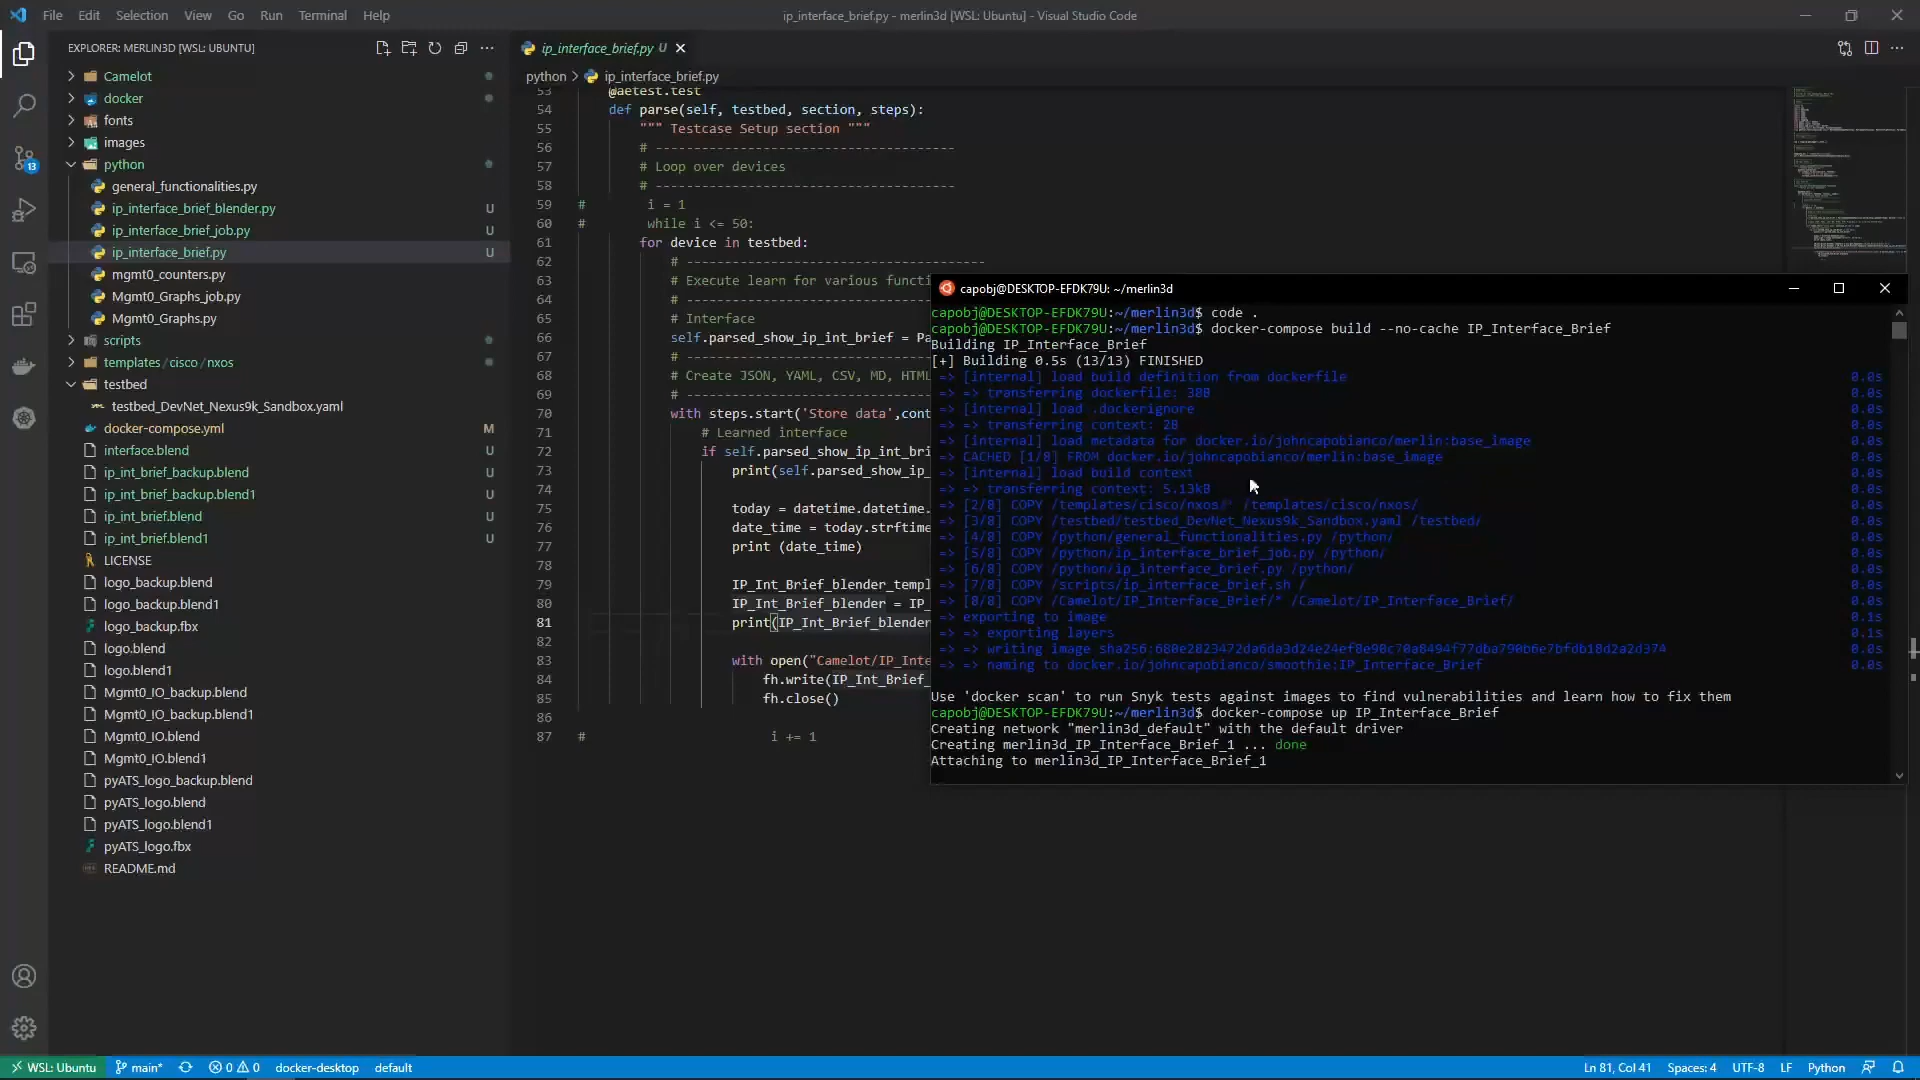 File Edit Selection View Go Run Terminal Help
ip_interface_brief.py - merlin3d [WSL: Ubuntu] - Visual Studio Code
EXPLORER: MERLIN3D [WSL: UBUNTU]
Camelot
docker
fonts
images
python
general_functionalities.py
ip_interface_brief_blender.py U
ip_interface_brief_job.py U
ip_interface_brief.py U
mgmt0_counters.py
Mgmt0_Graphs_job.py
Mgmt0_Graphs.py
scripts
templates / cisco / nxos
testbed
testbed_DevNet_Nexus9k_Sandbox.yaml
docker-compose.yml M
interface.blend U
ip_int_brief_backup.blend U
ip_int_brief_backup.blend1 U
ip_int_brief.blend U
ip_int_brief.blend1 U
LICENSE
logo_backup.blend
logo_backup.blend1
logo_backup.fbx
logo.blend
logo.blend1
Mgmt0_IO_backup.blend
Mgmt0_IO_backup.blend1
Mgmt0_IO.blend
Mgmt0_IO.blend1
pyATS_logo_backup.blend
pyATS_logo.blend
pyATS_logo.blend1
pyATS_logo.fbx
README.md
13
ip_interface_brief.py U
python > ip_interface_brief.py
53 @aetest.test
54 def parse(self, testbed, section, steps):
55 """ Testcase Setup section """
56 # --------------------------------------
57 # Loop over devices
58 # --------------------------------------
59 # i = 1
60 # while i <= 50:
61 for device in testbed:
62 # ---------------------------------------
63 # Execute learn for various functi
64 # ---------------------------------
65 # Interface
66 self.parsed_show_ip_int_brief = Pa
67 # ---------------------------------
68 # Create JSON, YAML, CSV, MD, HTML
69 # ---------------------------------
70 with steps.start('Store data',cont
71 # Learned interface
72 if self.parsed_show_ip_int_bri
73 print(self.parsed_show_ip_
74
75 today = datetime.datetime.
76 date_time = today.strftime
77 print (date_time)
78
79 IP_Int_Brief_blender_templ
80 IP_Int_Brief_blender = IP_
81 print(IP_Int_Brief_blender
82
83 with open("Camelot/IP_Inte
84 fh.write(IP_Int_Brief_
85 fh.close()
86
87 # i += 1
capobj@DESKTOP-EFDK79U: ~/merlin3d
capobj@DESKTOP-EFDK79U:~/merlin3d$ code .
capobj@DESKTOP-EFDK79U:~/merlin3d$ docker-compose build --no-cache IP_Interface_Brief
Building IP_Interface_Brief
[+] Building 0.5s (13/13) FINISHED
=> [internal] load build definition from dockerfile 0.0s
=> => transferring dockerfile: 38B 0.0s
=> [internal] load .dockerignore 0.0s
=> => transferring context: 2B 0.0s
=> [internal] load metadata for docker.io/johncapobianco/merlin:base_image 0.0s
=> CACHED [1/8] FROM docker.io/johncapobianco/merlin:base_image 0.0s
=> [internal] load build context 0.0s
=> => transferring context: 5.13kB 0.0s
=> [2/8] COPY /templates/cisco/nxos/* /templates/cisco/nxos/ 0.0s
=> [3/8] COPY /testbed/testbed_DevNet_Nexus9k_Sandbox.yaml /testbed/ 0.0s
=> [4/8] COPY /python/general_functionalities.py /python/ 0.0s
=> [5/8] COPY /python/ip_interface_brief_job.py /python/ 0.0s
=> [6/8] COPY /python/ip_interface_brief.py /python/ 0.0s
=> [7/8] COPY /scripts/ip_interface_brief.sh / 0.0s
=> [8/8] COPY /Camelot/IP_Interface_Brief/* /Camelot/IP_Interface_Brief/ 0.0s
=> exporting to image 0.1s
=> => exporting layers 0.1s
=> => writing image 0.0s
=> => naming to docker.io/johncapobianco/smoothie:IP_Interface_Brief 0.0s
Use 'docker scan' to run Snyk tests against images to find vulnerabilities and learn how to fix them
capobj@DESKTOP-EFDK79U:~/merlin3d$ docker-compose up IP_Interface_Brief
Creating network "merlin3d_default" with the default driver
Creating merlin3d_IP_Interface_Brief_1 ... done
Attaching to merlin3d_IP_Interface_Brief_1
WSL: Ubuntu main* 0 0 docker-desktop default
Ln 81, Col 41 Spaces: 4 UTF-8 LF Python